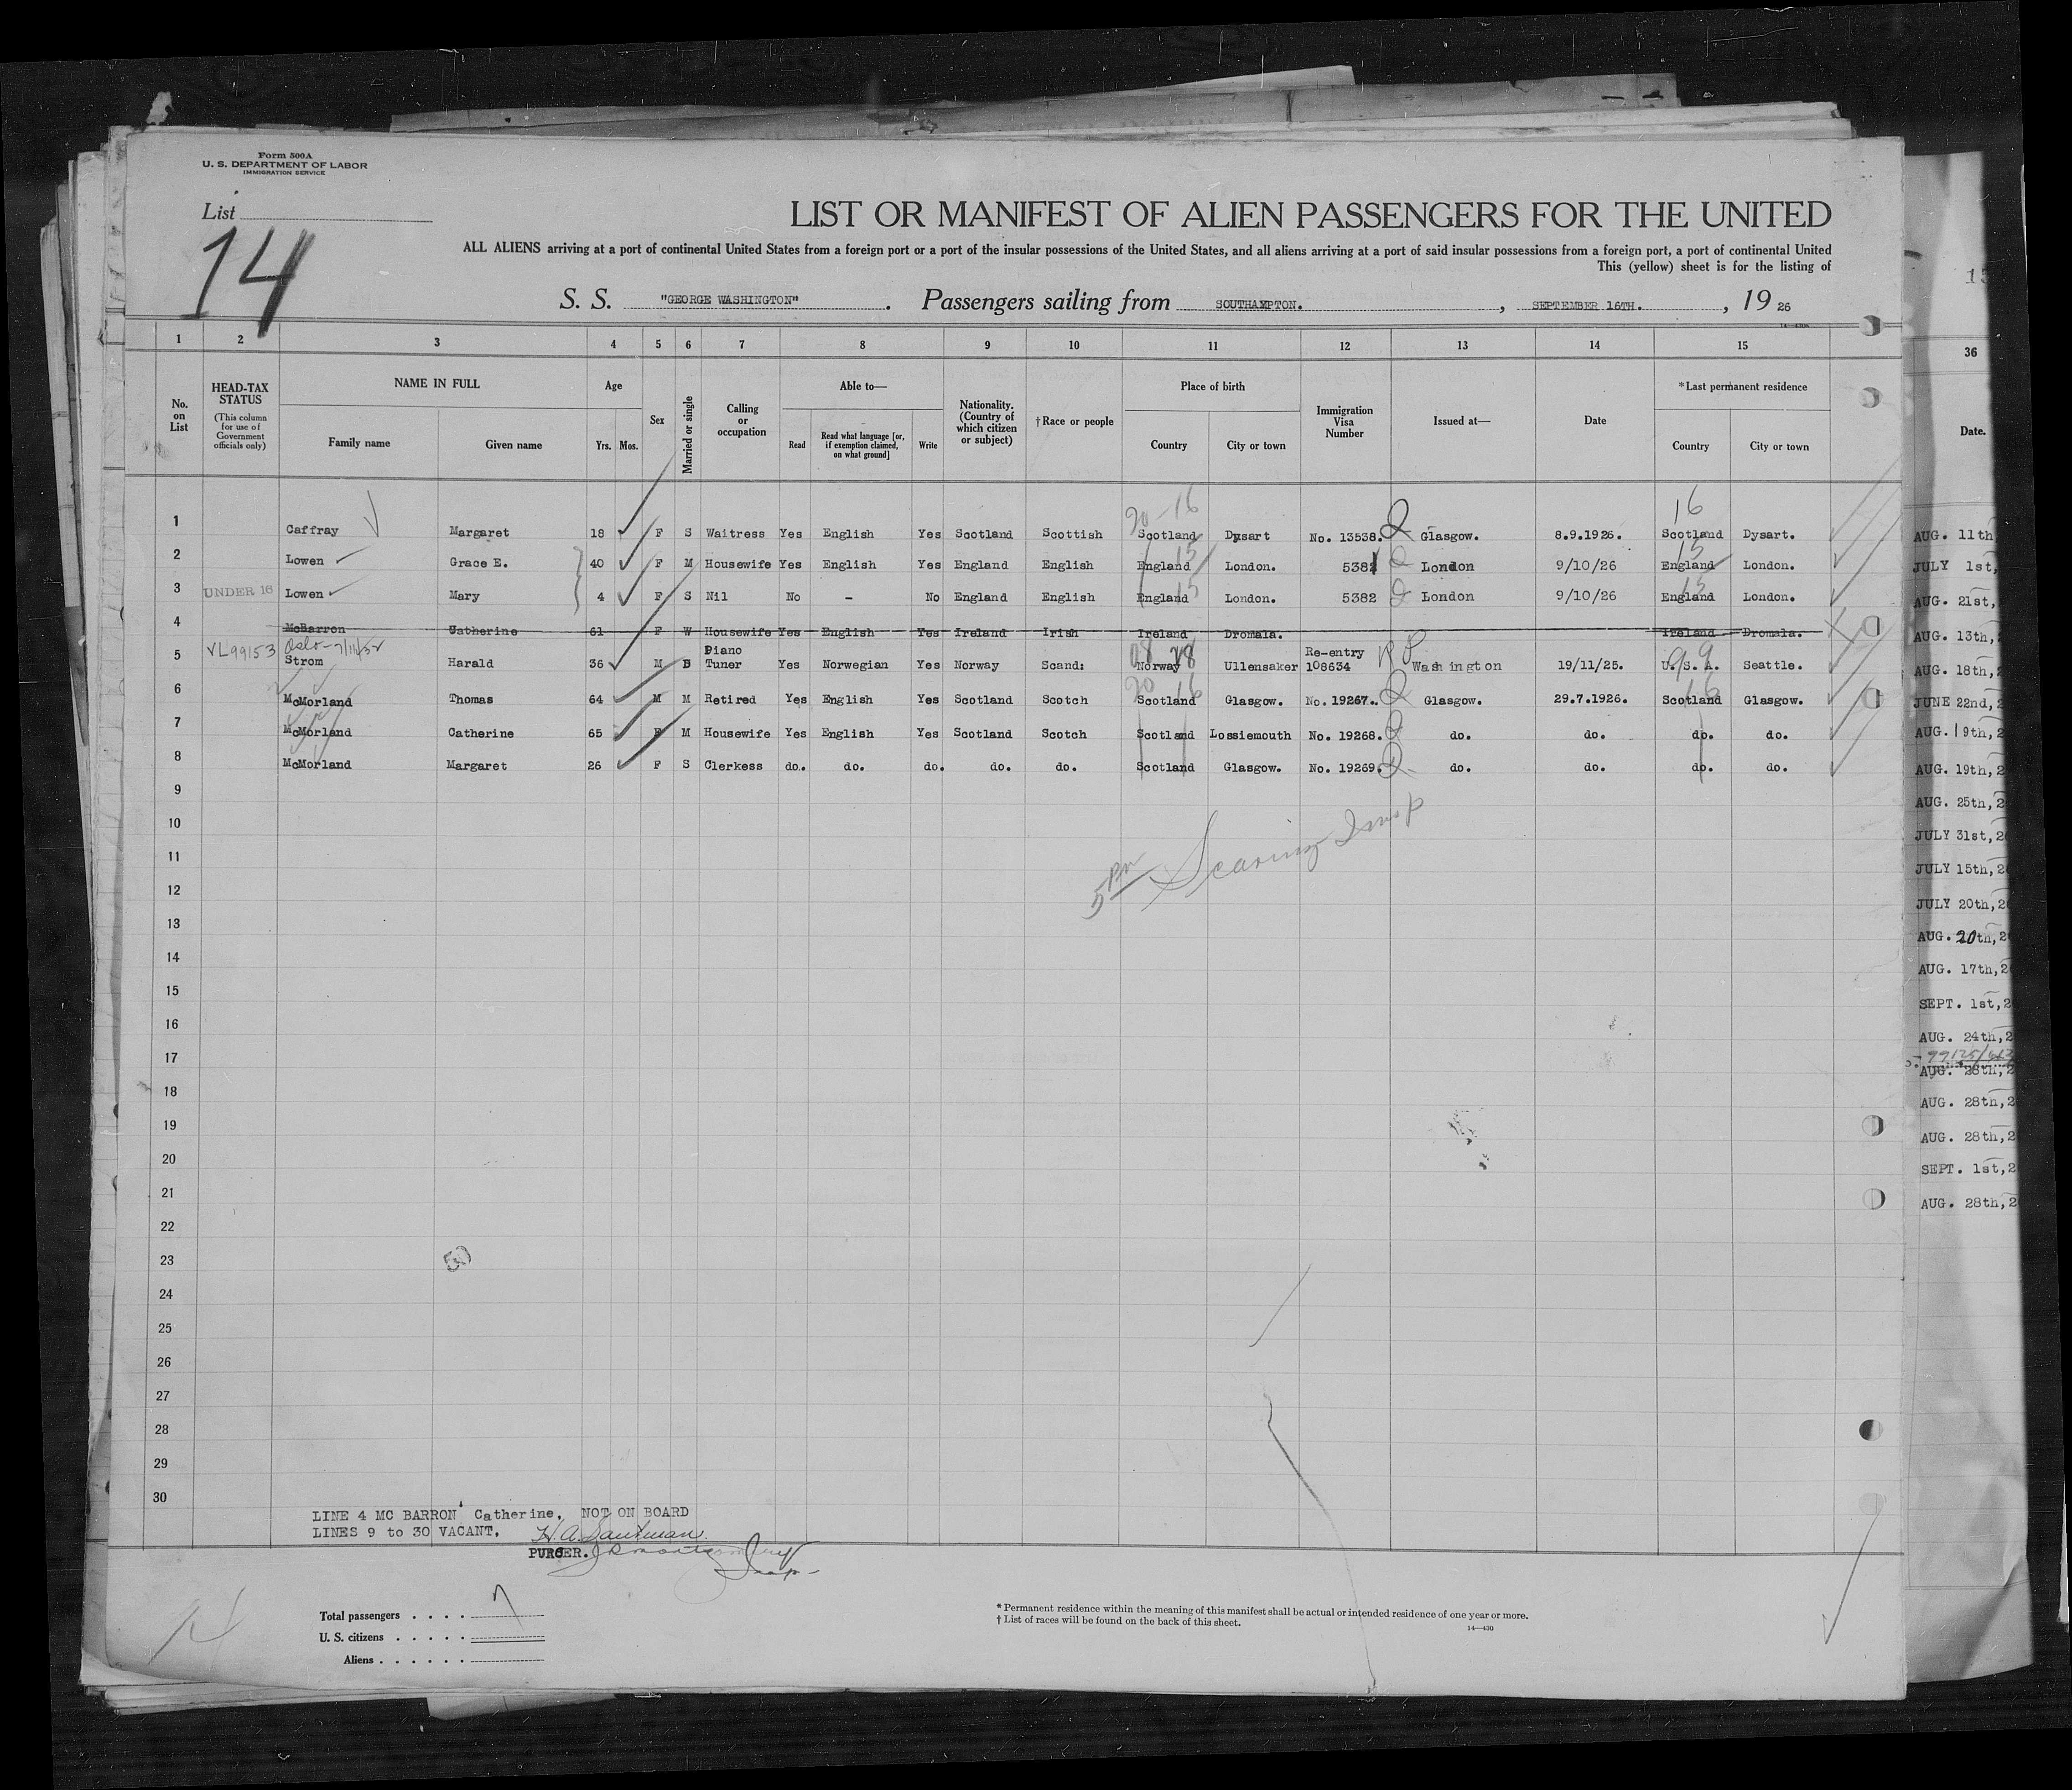 Form 500A
U. S. DEPARTMENT OF LABOR
IMMIGRATION SERVICE
List
14
LIST OR MANIFEST OF ALIEN PASSENGERS FOR THE UNITED
ALL ALIENS arriving at a port of continental United States from a foreign port or a port of the insular possessions of the United States, and all aliens arriving at a port of said insular possessions from a foreign port, a port of continental United
This (yellow) sheet is for the listing of
S. S. "GEORGE WASHINGTON". Passengers sailing from SOUTHAMPTON., SEPTEMBER 16TH., 19 26
1 2 3 4 5 6 7 8 9 10 11 12 13 14 15
No. on List
HEAD-TAX STATUS (This column for use of Government officials only)
NAME IN FULL Family name Given name
Age Yrs. Mos.
Sex
Married or single
Calling or occupation
Able to— Read Read what language [or, if exemption claimed, on what ground] Write
Nationality. (Country of which citizen or subject)
† Race or people
Place of birth Country City or town
Immigration Visa Number
Issued at—
Date
* Last permanent residence Country City or town
20-16 16
1 Caffray Margaret 18 F S Waitress Yes English Yes Scotland Scottish Scotland Dysart No. 13538. Glasgow. 8.9.1926. Scotland Dysart.
15 15
2 Lowen Grace E. 40 F M Housewife Yes English Yes England English England London. 5381 London 9/10/26 England London.
15 15
3 UNDER 16 Lowen Mary 4 F S Nil No - No England English England London. 5382 London 9/10/26 England London.
4 McBarron Catherine 61 F W Housewife Yes English Yes Ireland Irish Ireland Dromala. Ireland Dromala.
5 VL99153 Oslo- Strom Harald 36 M S Piano Tuner Yes Norwegian Yes Norway Scand: Norway Ullensaker Re-entry 108634 RP Washington 19/11/25. U.S.A. Seattle.
20 16 16
6 McMorland Thomas 64 M M Retired Yes English Yes Scotland Scotch Scotland Glasgow. No. 19267. Glasgow. 29.7.1926. Scotland Glasgow.
7 McMorland Catherine 65 F M Housewife Yes English Yes Scotland Scotch Scotland Lossiemouth No. 19268. do. do. do. do.
8 McMorland Margaret 26 F S Clerkess do. do. do. do. do. Scotland Glasgow. No. 19269. do. do. do. do.
9
10
11
12
13
14
15
16
17
18
19
20
21
22
23
24
25
26
27
28
29
30
50
LINE 4 MC BARRON Catherine, NOT ON BOARD
LINES 9 to 30 VACANT.
PURSER.
Insp-
14
Total passengers . . . . 7
U. S. citizens . . . . .
Aliens . . . . . .
* Permanent residence within the meaning of this manifest shall be actual or intended residence of one year or more.
† List of races will be found on the back of this sheet.
14—430
36
Date.
AUG. 11th
JULY 1st,
AUG. 21st,
AUG. 13th,
AUG. 18th,
JUNE 22nd,
AUG. 19th,
AUG. 19th,
AUG. 25th,
JULY 31st,
JULY 15th,
JULY 20th,
AUG. 20th,
AUG. 17th,
SEPT. 1st,
AUG. 24th,
AUG. 28th,
AUG. 28th,
AUG. 28th,
SEPT. 1st,
AUG. 28th,